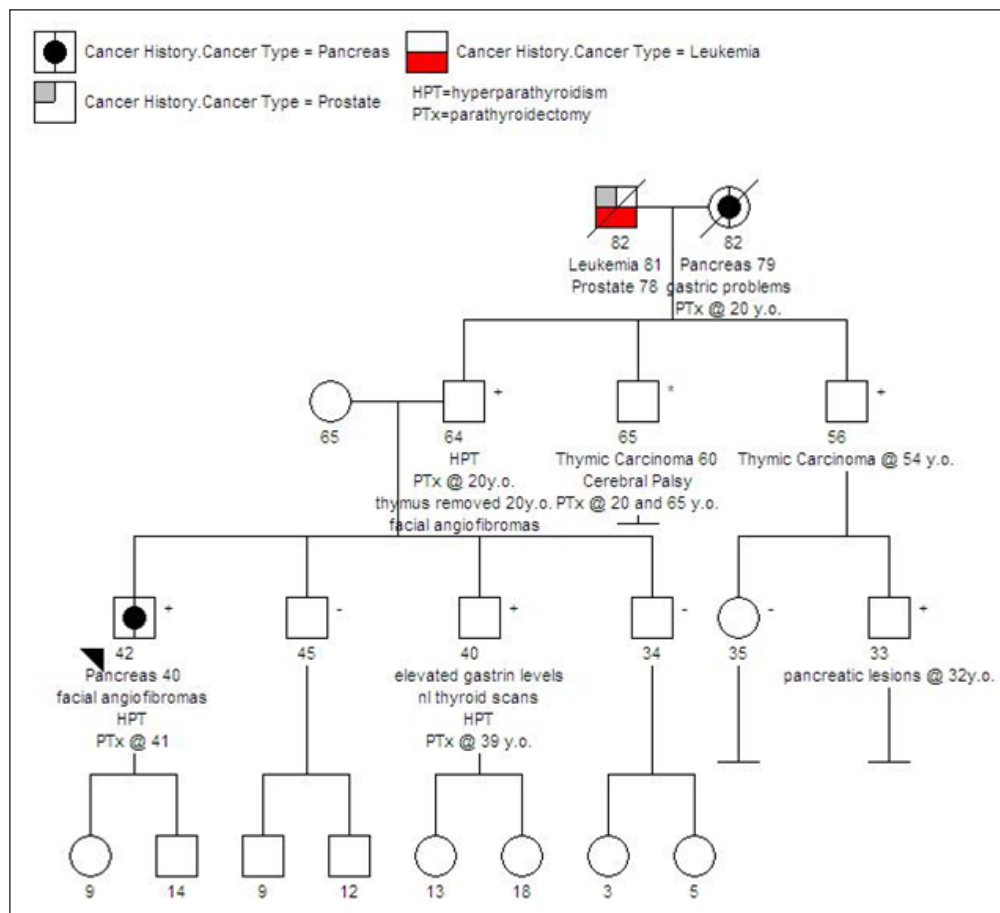 Cancer History.Cancer Type = Pancreas
Cancer History.Cancer Type = Leukemia
Cancer History.Cancer Type = Prostate
HPT=hyperparathyroidism
PTx=parathyroidectomy
82
Leukemia 81
Prostate 78
82
Pancreas 79
gastric problems
PTx @ 20 y.o.
65
+
64
HPT
PTx @ 20y.o.
thymus removed 20y.o.
facial angiofibromas
*
65
Thymic Carcinoma 60
Cerebral Palsy
PTx @ 20 and 65 y.o.
+
56
Thymic Carcinoma @ 54 y.o.
+
42
Pancreas 40
facial angiofibromas
HPT
PTx @ 41
-
45
+
40
elevated gastrin levels
nl thyroid scans
HPT
PTx @ 39 y.o.
-
34
-
35
+
33
pancreatic lesions @ 32y.o.
9
14
9
12
13
18
3
5